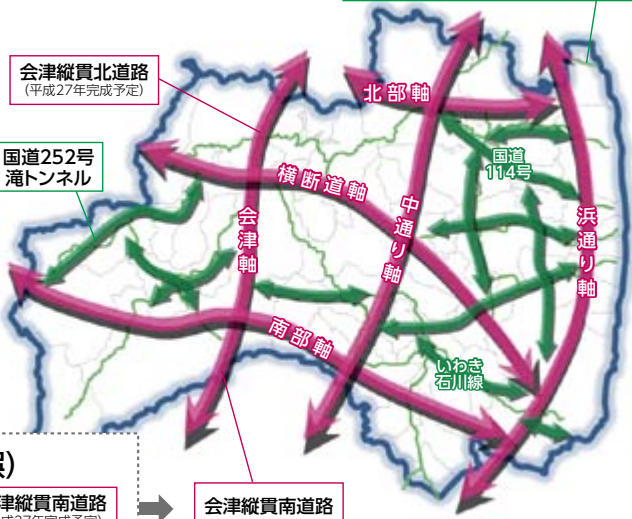 会津縦貫北道路
(平成27年完成予定)
北部軸
国道252号
滝トンネル
国道
114号
横断道軸
中通り軸
会津軸
浜通り軸
南部軸
いわき
石川線
会津縦貫南道路
会津縦貫南道路